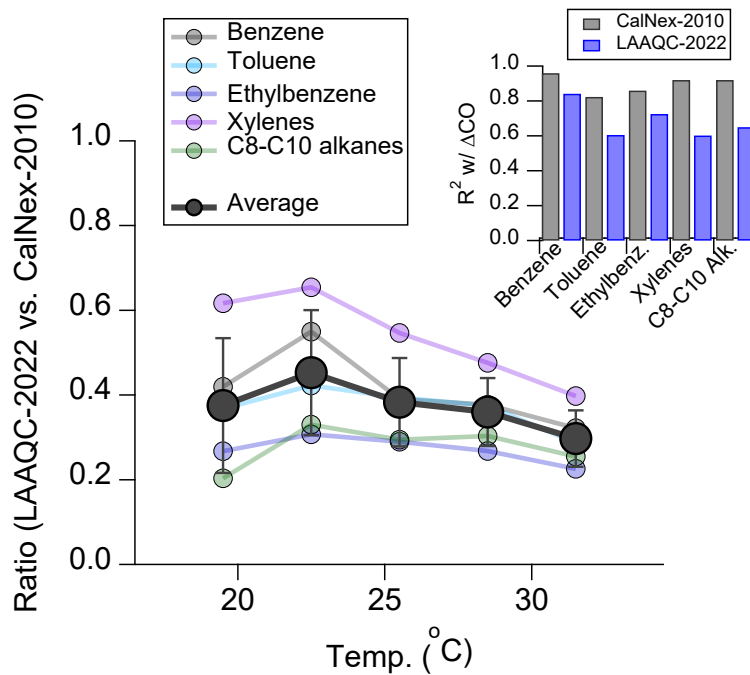 Benzene
Toluene
Ethylbenzene
Xylenes
C8-C10 alkanes
Average
CalNex-2010
LAAQC-2022
R² w/ ΔCO
1.0
0.8
0.6
0.4
0.2
0.0
Benzene
Toluene
Ethylbenz.
Xylenes
C8-C10 Alk.
Ratio (LAAQC-2022 vs. CalNex-2010)
1.0
0.8
0.6
0.4
0.2
0.0
20
25
30
Temp. (°C)